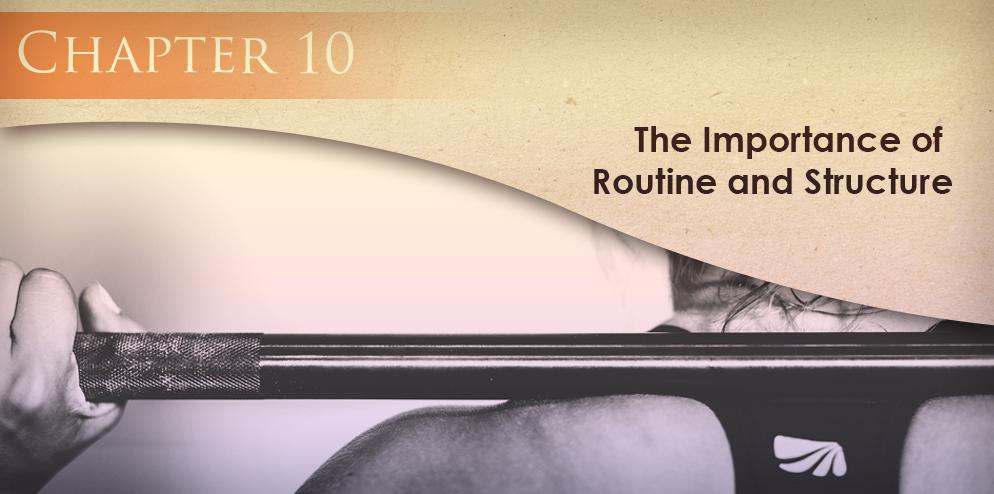 CHAPTER 10
The Importance of
Routine and Structure